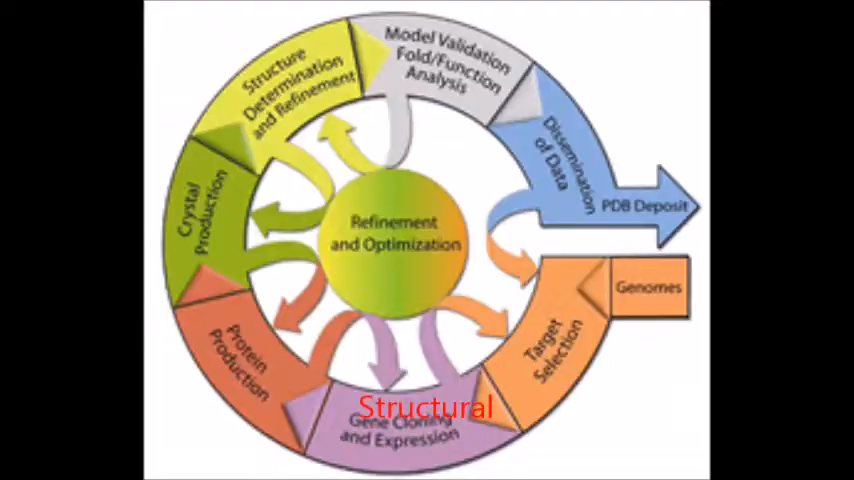 Model Validation
Fold/Function
Analysis
Structure
Determination
and Refinement
Dissemination
of Data
PDB Deposit
Crystal
Production
Refinement
and Optimization
Genomes
Target
Selection
Protein
Production
Structural
Gene Cloning
and Expression